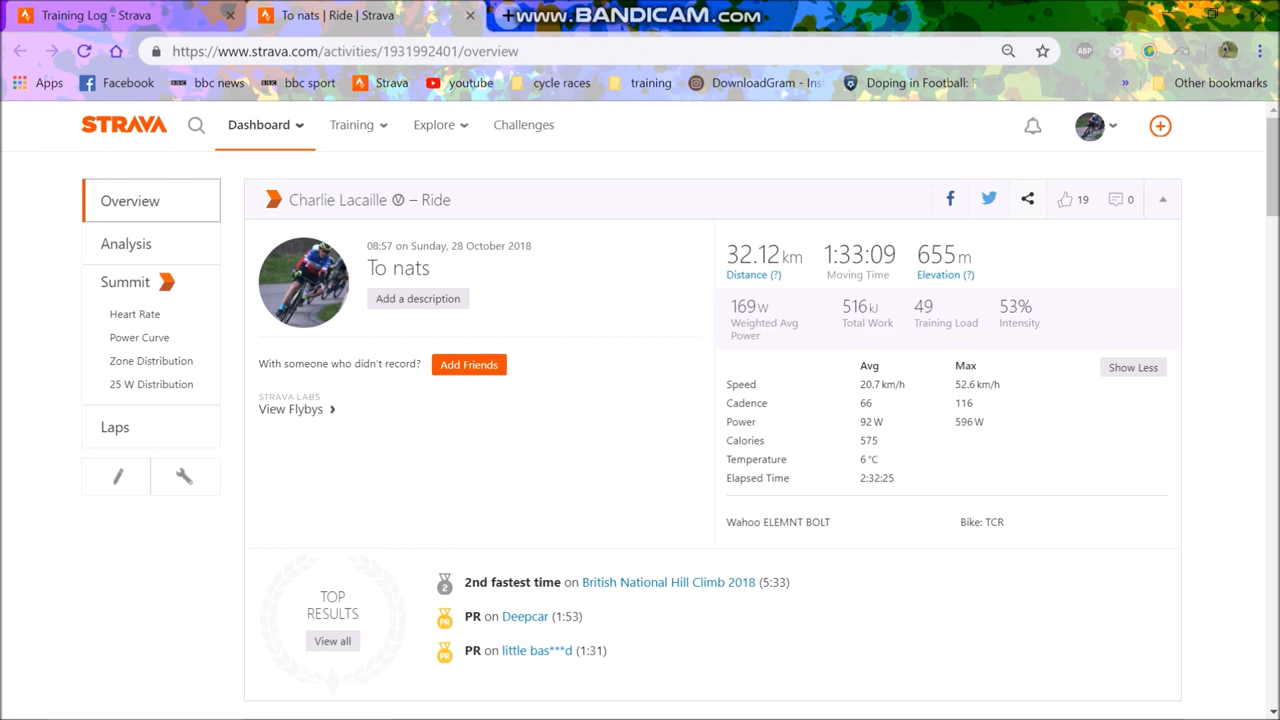 Training Log - Strava
To nats | Ride | Strava
www.BANDICAM.com
https://www.strava.com/activities/1931992401/overview
ABP
Apps
Facebook
bbc news
bbc sport
Strava
youtube
cycle races
training
DownloadGram - Inst
Doping in Football:
»
Other bookmarks
STRAVA
Dashboard
Training
Explore
Challenges
Overview
Analysis
Summit
Heart Rate
Power Curve
Zone Distribution
25 W Distribution
Laps
Charlie Lacaille Ⓥ – Ride
19
0
08:57 on Sunday, 28 October 2018
To nats
Add a description
With someone who didn't record? Add Friends
STRAVA LABS
View Flybys
32.12km 1:33:09 655m
Distance (?) Moving Time Elevation (?)
169W 516kJ 49 53%
Weighted Avg Power Total Work Training Load Intensity
Avg Max
Show Less
Speed 20.7km/h 52.6km/h
Cadence 66 116
Power 92W 596W
Calories 575
Temperature 6℃
Elapsed Time 2:32:25
Wahoo ELEMNT BOLT Bike: TCR
TOP
RESULTS
View all
2 2nd fastest time on British National Hill Climb 2018 (5:33)
PR PR on Deepcar (1:53)
PR PR on little bas***d (1:31)